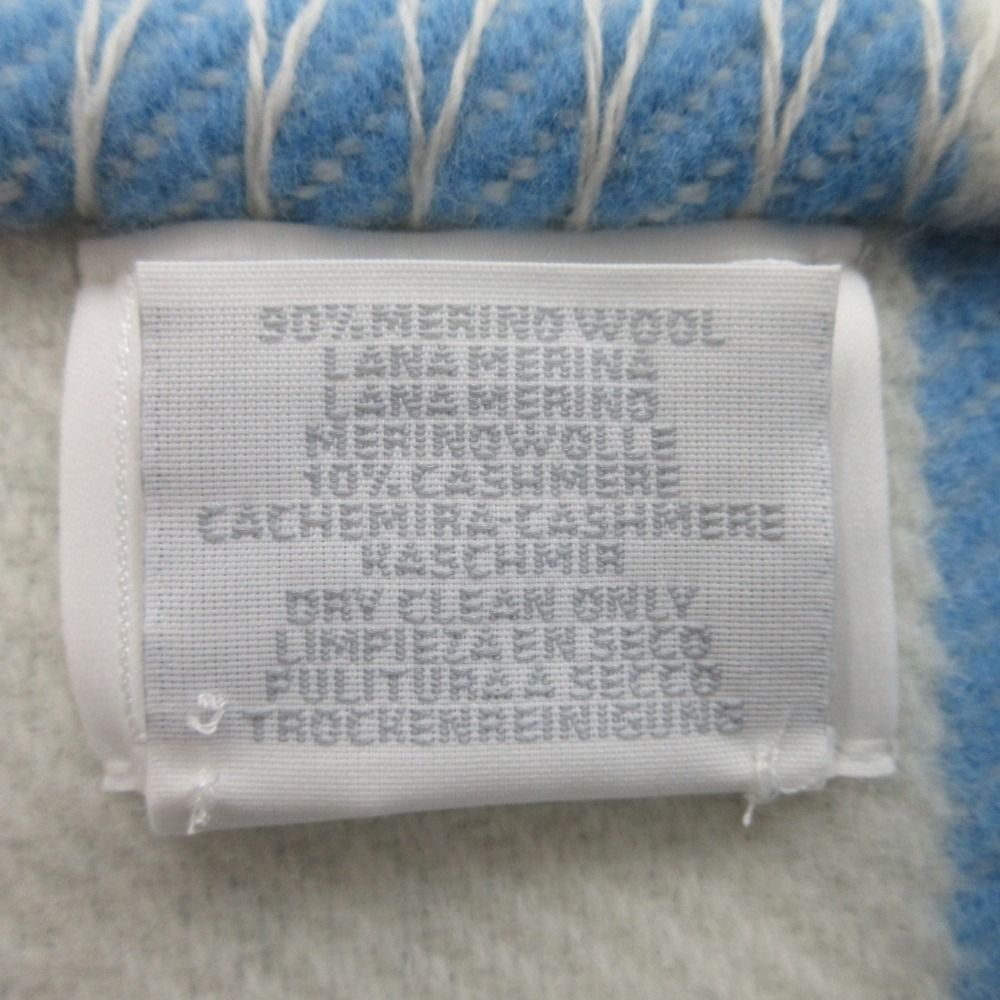 90% MERINO WOOL
LANA MERINA
LANA MERINO
MERINOWOLLE
10% CASHMERE
CACHEMIRA-CASHMERE
KASCHMIR
DRY CLEAN ONLY
LIMPIEZA EN SECO
PULITURA A SECCO
TROCKENREINIGUNG